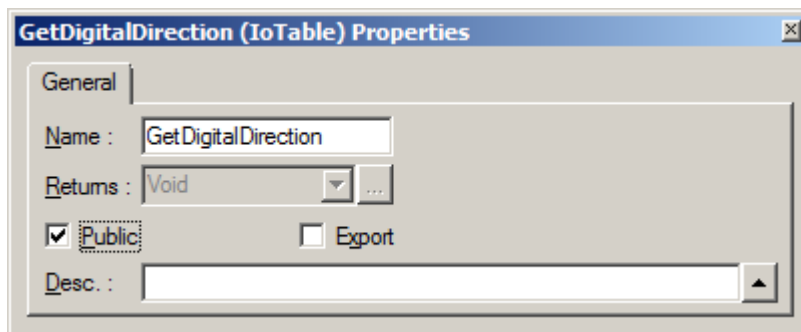 GetDigitalDirection (IoTable) Properties
General
Name : GetDigitalDirection
Returns : Void ...
Public Export
Desc. :